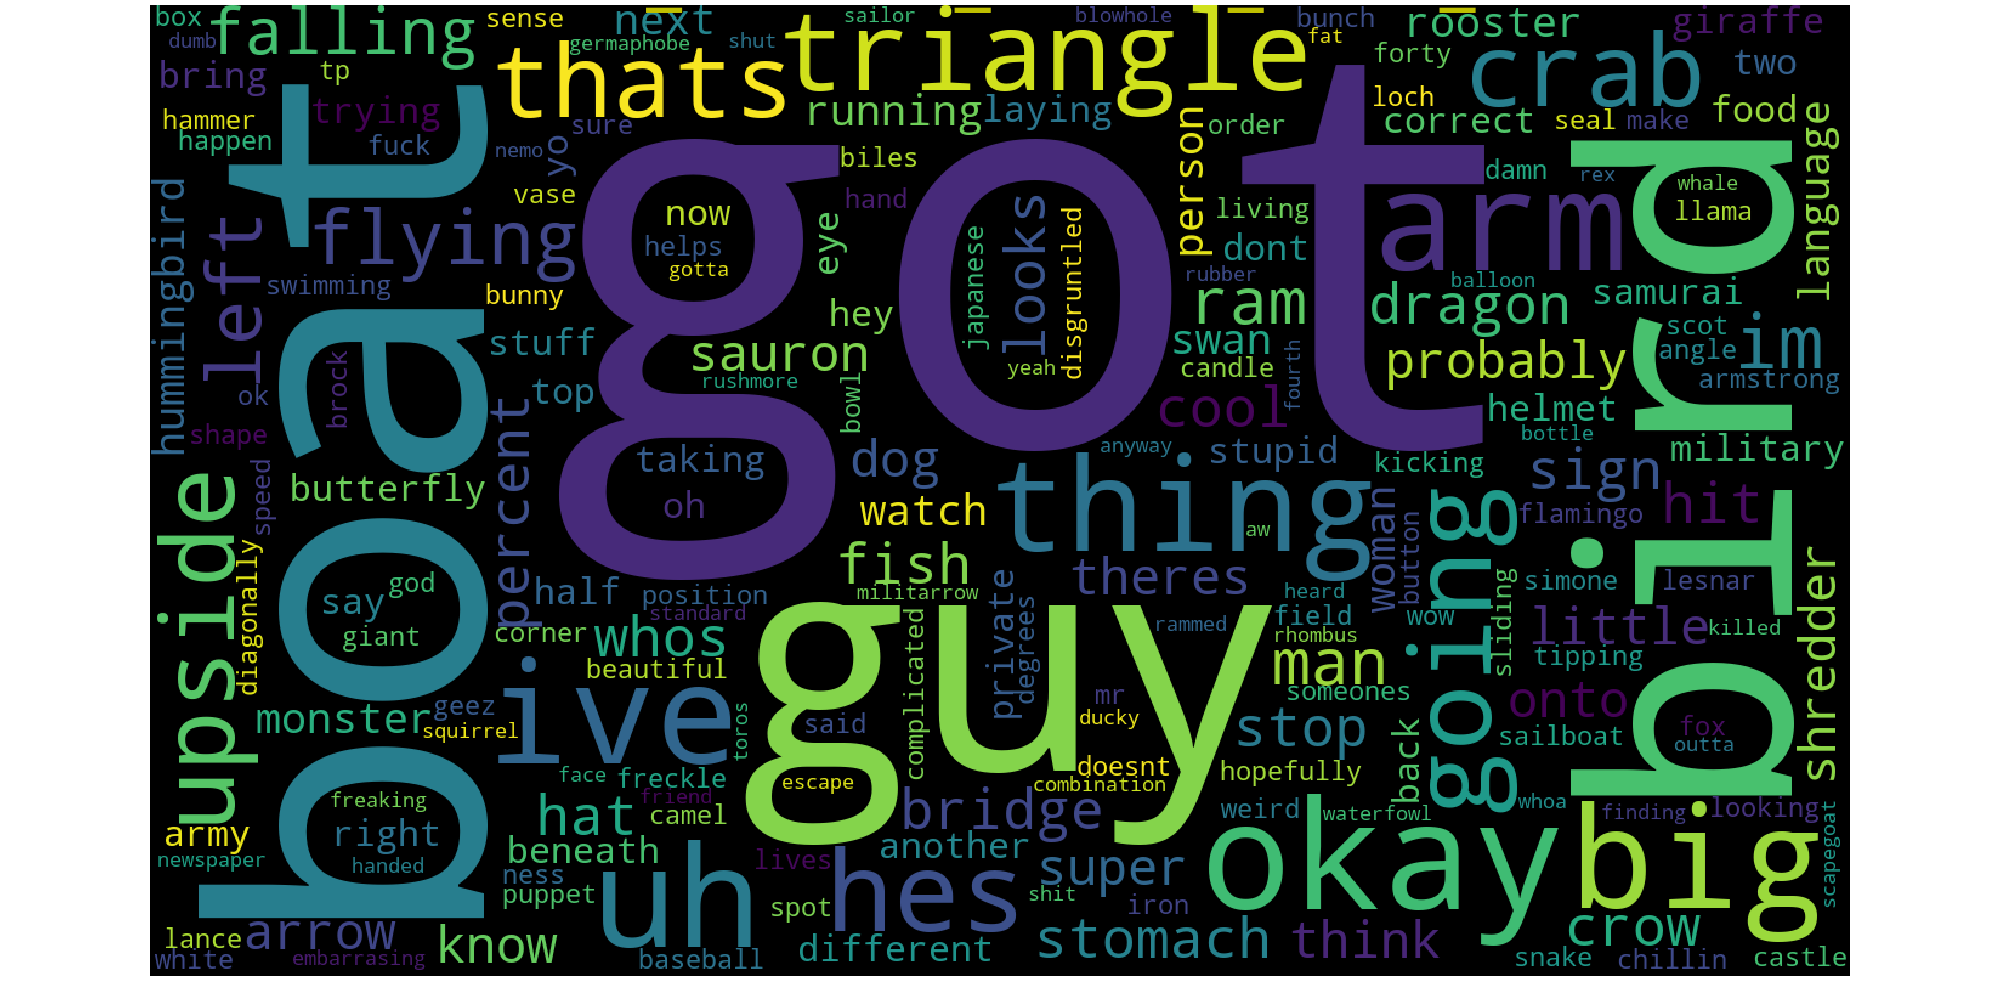 box
sense
next
sailor
blowhole
bunch
rooster
giraffe
dumb
falling
germaphobe
shut
triangle
fat
forty
crab
two
bring
tp
thats
loch
food
hammer
trying
running
laying
person
order
correct
seal
make
happen
fuck
sure
yo
nemo
biles
damn
rex
language
hummingbird
left
boat
vase
flying
got
now
hand
eye
looks
japanese
disgruntled
living
arm
bird
whale
llama
helps
gotta
dont
swimming
bunny
hey
rubber
ram
balloon
dragon
samurai
scot
im
angle
stuff
sauron
swan
yeah
candle
probably
armstrong
ok
brock
top
rushmore
bowl
cool
fourth
helmet
shape
percent
bottle
military
anyway
taking
dog
stupid
kicking
sign
upside
speed
butterfly
oh
watch
thing
woman
button
going
flamingo
hit
aw
diagonally
fish
theres
shredder
say
god
half
position
militarrow
private
degrees
heard
simone
lesnar
giant
standard
complicated
rammed
field
wow
sliding
little
killed
corner
whos
guy
rhombus
tipping
beautiful
man
monster
geez
ive
toros
said
mr
someones
onto
squirrel
ducky
stop
back
sailboat
fox
outta
face
freckle
escape
doesnt
combination
hopefully
freaking
friend
hat
camel
bridge
weird
waterfowl
whoa
finding
looking
scapegoat
army
right
newspaper
handed
beneath
lives
another
super
okay
big
ness
uh
puppet
spot
hes
shit
iron
lance
arrow
know
different
stomach
think
crow
white
embarrasing
baseball
snake
chillin
castle